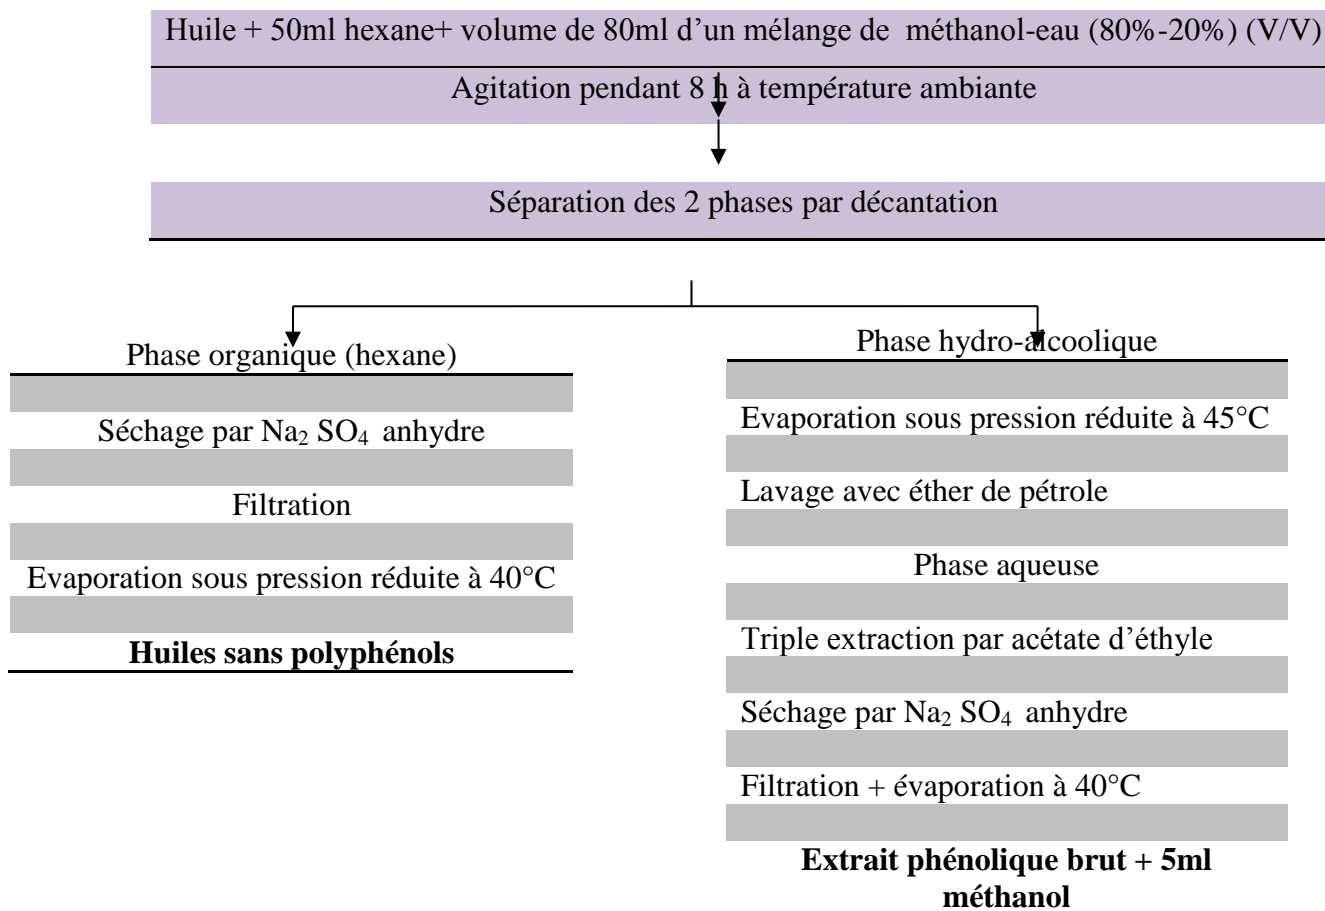 Huile + 50ml hexane+ volume de 80ml d’un mélange de méthanol-eau (80%-20%) (V/V)
Agitation pendant 8 h à température ambiante
Séparation des 2 phases par décantation
Phase organique (hexane)
Séchage par Na₂ SO₄ anhydre
Filtration
Evaporation sous pression réduite à 40°C
Huiles sans polyphénols
Phase hydro-alcoolique
Evaporation sous pression réduite à 45°C
Lavage avec éther de pétrole
Phase aqueuse
Triple extraction par acétate d’éthyle
Séchage par Na₂ SO₄ anhydre
Filtration + évaporation à 40°C
Extrait phénolique brut + 5ml
méthanol